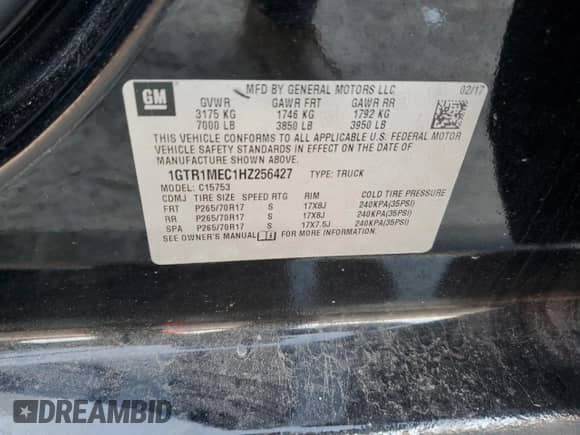 GM
MFD BY GENERAL MOTORS LLC 02/17
GVWR GAWR FRT GAWR RR
3175 KG 1746 KG 1792 KG
7000 LB 3850 LB 3950 LB
THIS VEHICLE CONFORMS TO ALL APPLICABLE U.S. FEDERAL MOTOR
VEHICLE SAFETY STANDARDS IN EFFECT ON THE DATE OF
MANUFACTURE SHOWN ABOVE.
1GTR1MEC1HZ256427 TYPE: TRUCK
MODEL: C15753
CDMJ TIRE SIZE SPEED RTG RIM COLD TIRE PRESSURE
FRT P265/70R17 S 17X8J 240KPA(35PSI)
RR P265/70R17 S 17X8J 240KPA(35PSI)
SPA P265/70R17 S 17X7.5J 240KPA(35PSI)
SEE OWNER'S MANUAL FOR MORE INFORMATION.
DREAMBID